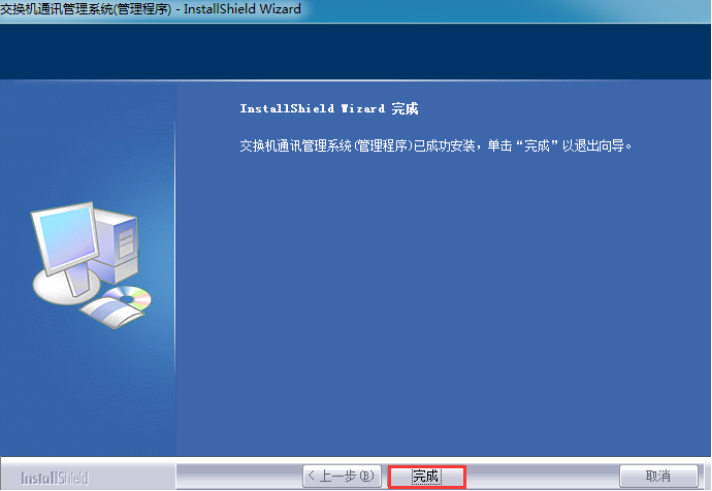 交换机通讯管理系统(管理程序) - InstallShield Wizard
InstallShield Wizard 完成
交换机通讯管理系统(管理程序)已成功安装，单击“完成”以退出向导。
InstallShield
< 上一步(B) 完成 取消